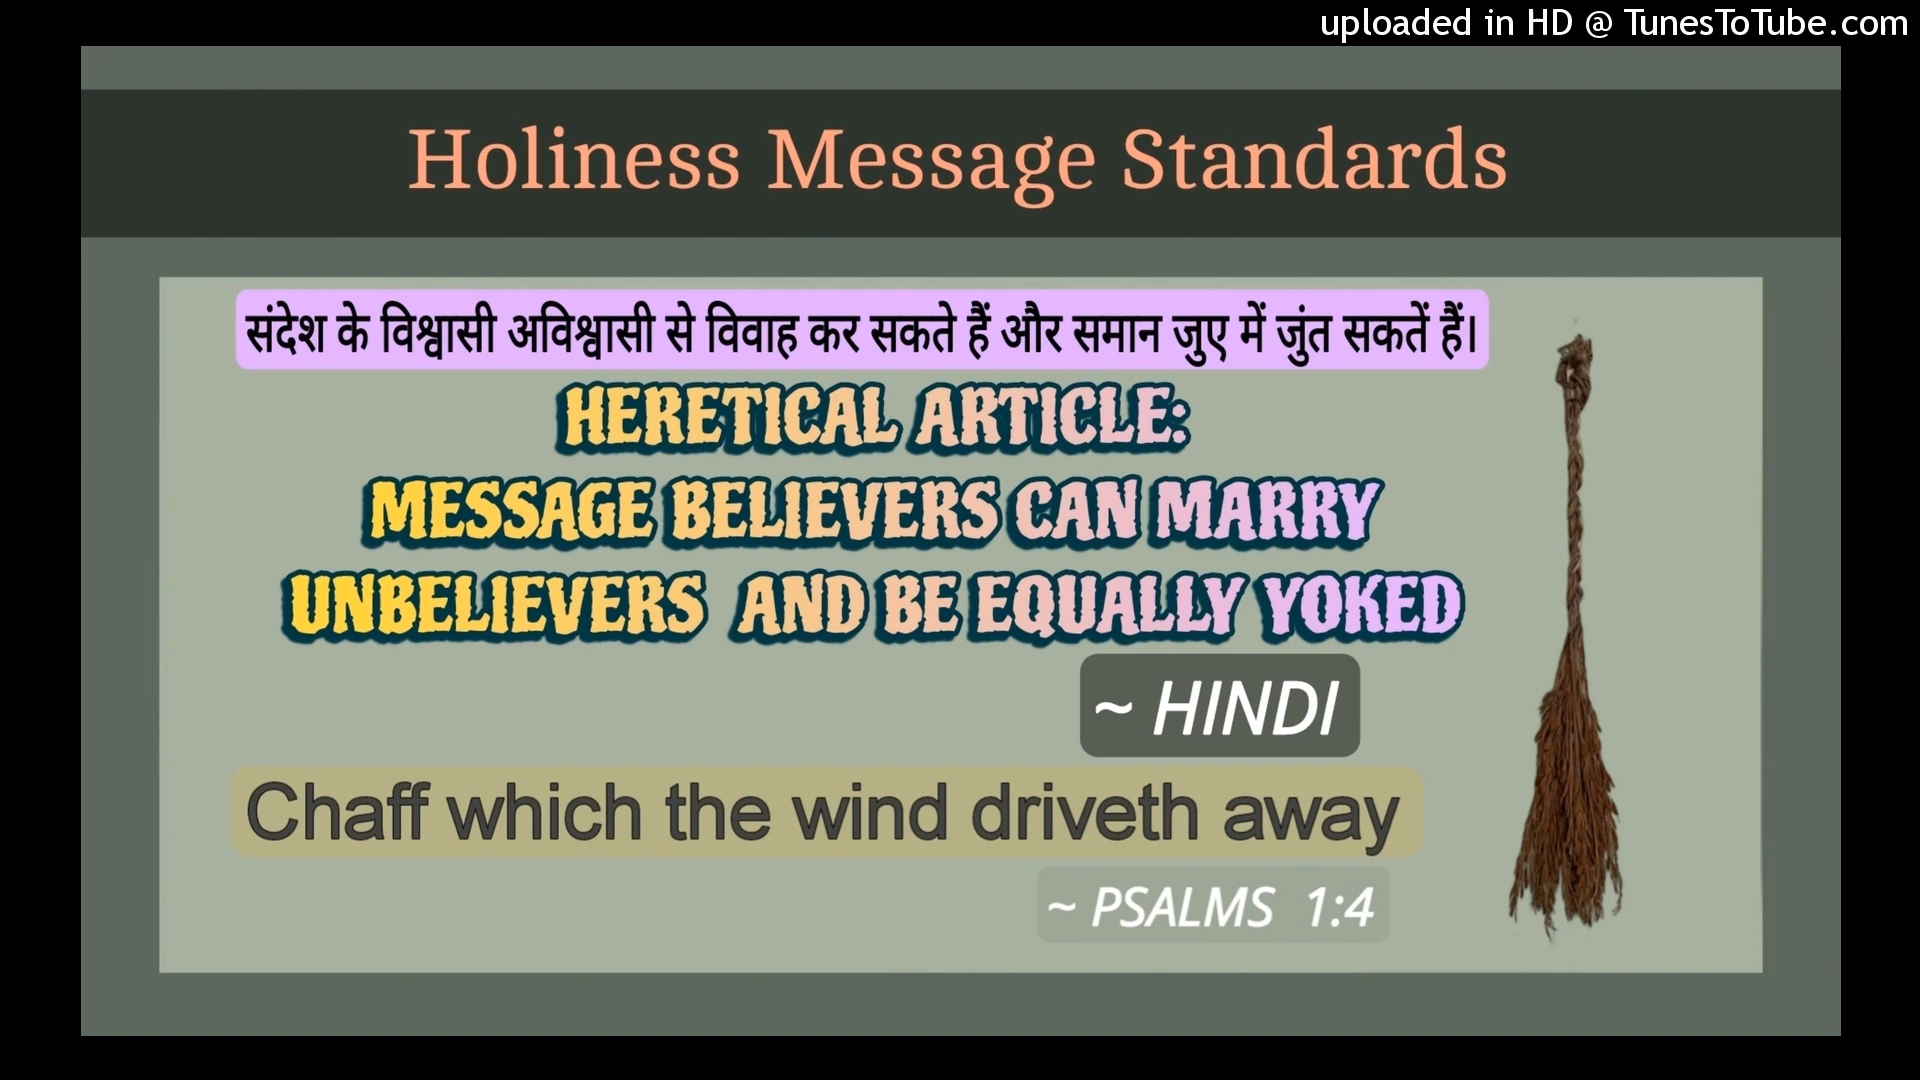 uploaded in HD @ TunesToTube.com
Holiness Message Standards
संदेश के विश्वासी अविश्वासी से विवाह कर सकते हैं और समान जुए में जुंत सकतें हैं।
HERETICAL ARTICLE:
MESSAGE BELIEVERS CAN MARRY
UNBELIEVERS AND BE EQUALLY YOKED
~ HINDI
Chaff which the wind driveth away
~ PSALMS 1:4